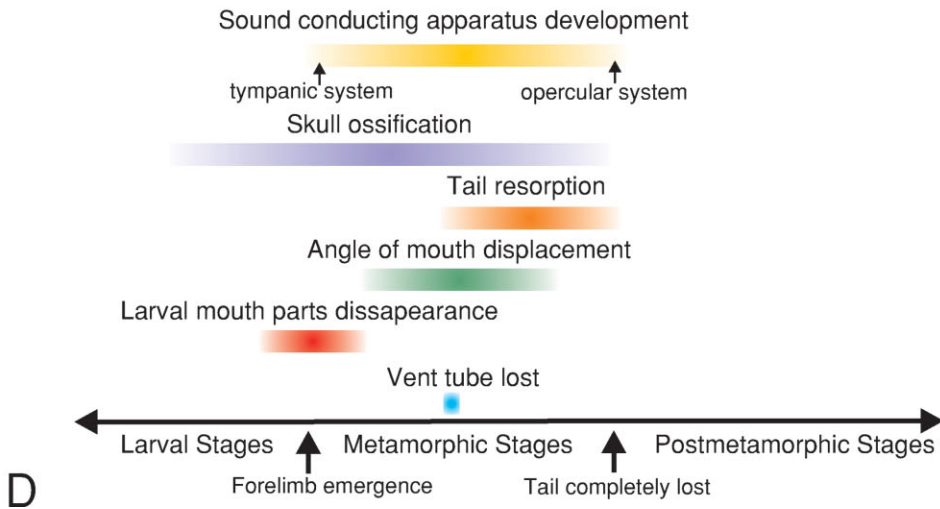 Sound conducting apparatus development
tympanic system
opercular system
Skull ossification
Tail resorption
Angle of mouth displacement
Larval mouth parts dissapearance
Vent tube lost
Larval Stages
Metamorphic Stages
Postmetamorphic Stages
Forelimb emergence
Tail completely lost
D